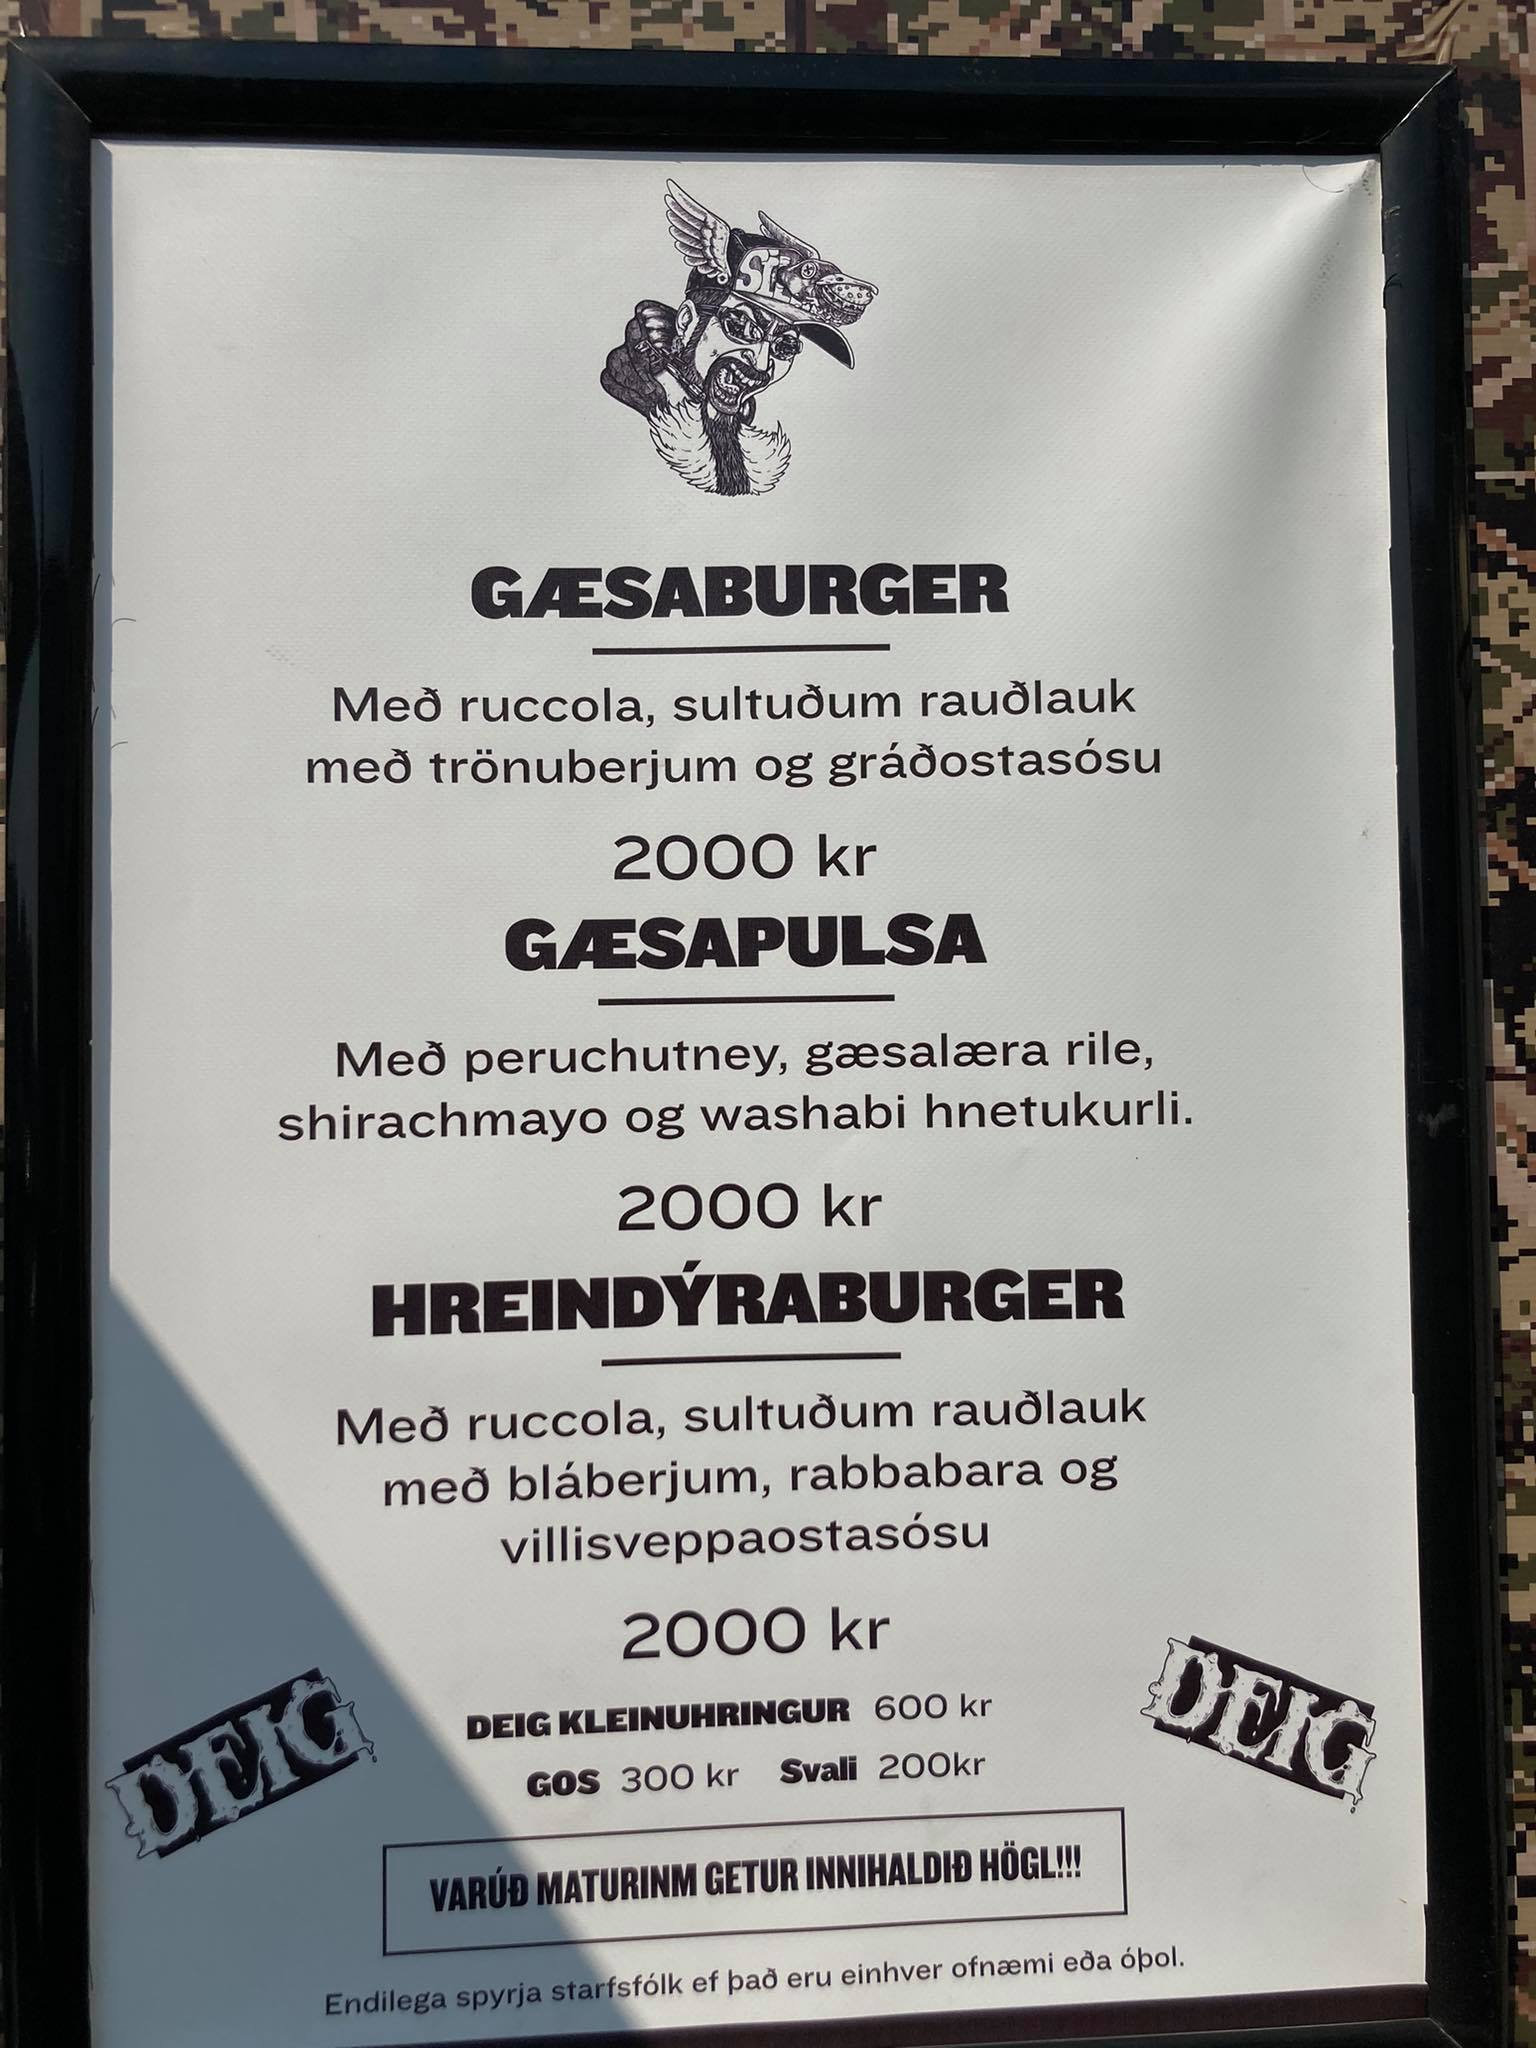 GÆSABURGER
Með ruccola, sultuðum rauðlauk
með trönuberjum og gráðostasósu
2000 kr
GÆSAPULSA
Með peruchutney, gæsalæra rile,
shirachmayo og washabi hnetukurli.
2000 kr
HREINDÝRABURGER
Með ruccola, sultuðum rauðlauk
með bláberjum, rabbabara og
villisveppaostasósu
2000 kr
DEIG KLEINUHRINGUR 600 kr
GOS 300 kr Svali 200kr
DEIG
DEIG
VARÚÐ MATURINM GETUR INNIHALDIÐ HÖGL!!!
Endilega spyrja starfsfólk ef það eru einhver ofnæmi eða óþol.